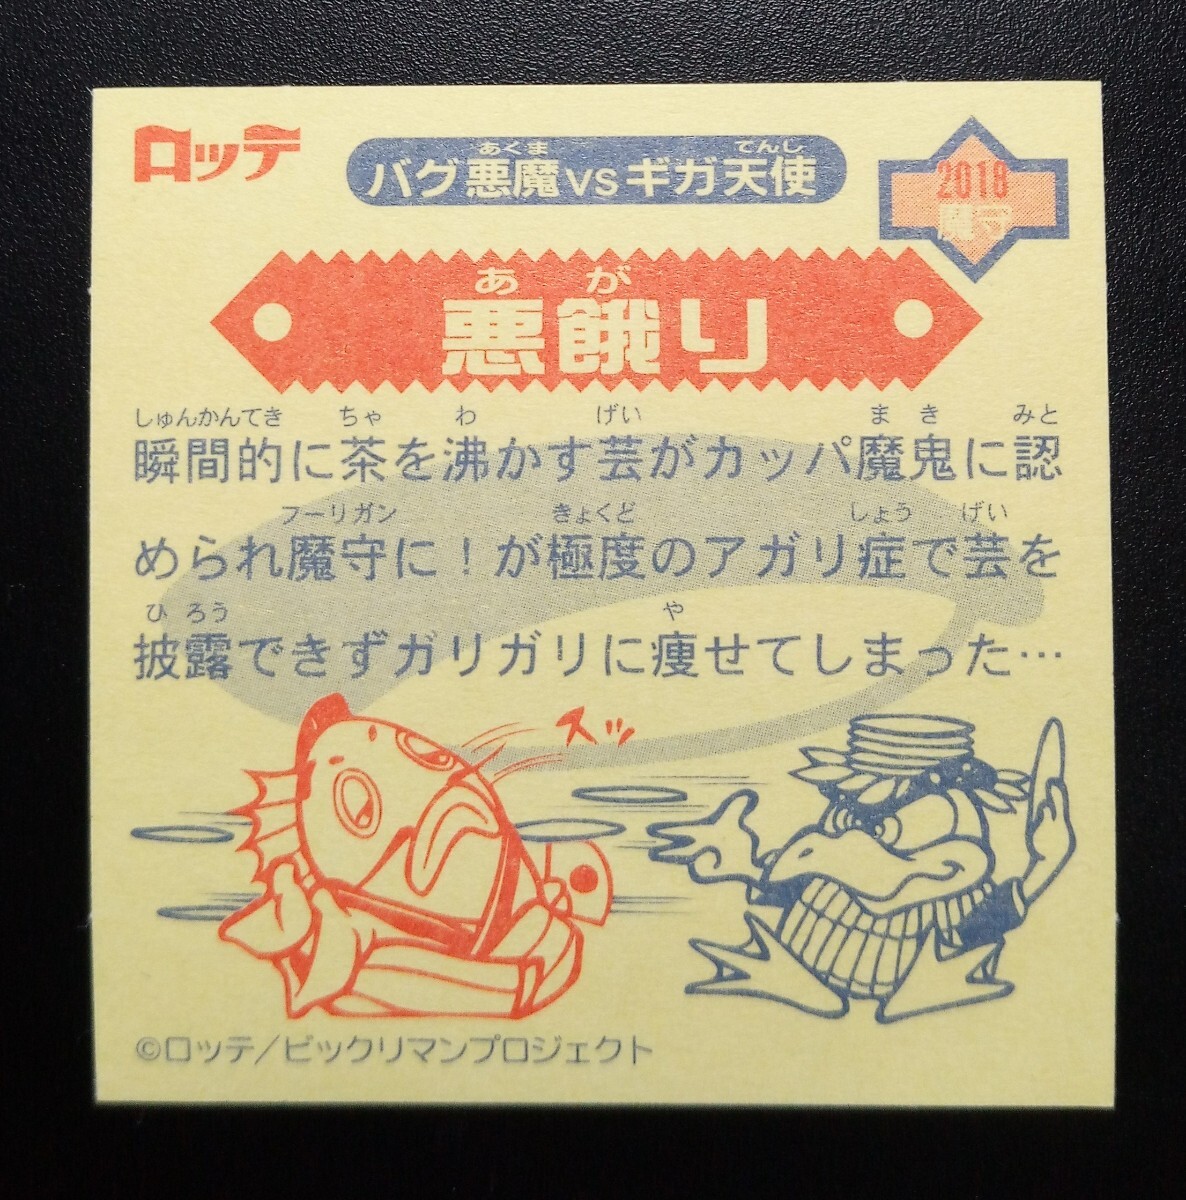 ロッテ
あくま てんし
バグ悪魔vsギガ天使
2018
魔守
あ が
悪餓り
しゅんかんてき ちゃ わ げい ま き みと
瞬間的に茶を沸かす芸がカッパ魔鬼に認
フーリガン きょくど しょう げい
められ魔守に！が極度のアガリ症で芸を
ひ ろう や
披露できずガリガリに痩せてしまった…
スッ
©ロッテ/ビックリマンプロジェクト